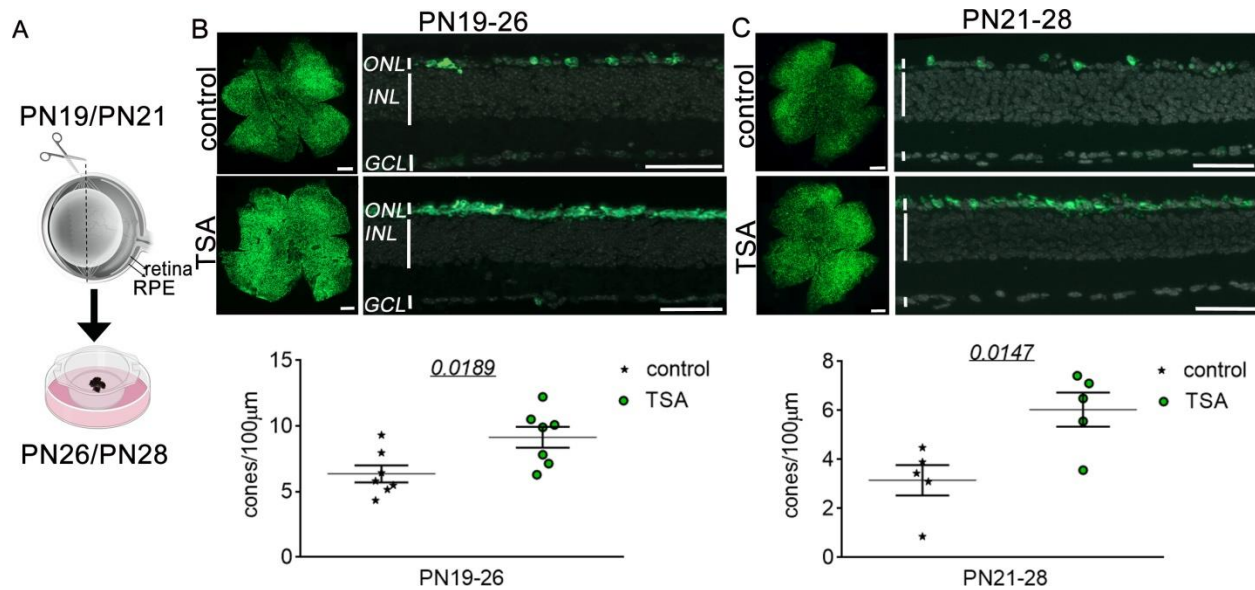 A
PN19/PN21
retina
RPE
PN26/PN28
B
PN19-26
control
ONL
INL
GCL
TSA
ONL
INL
GCL
15
10
5
0
cones/100µm
0.0189
control
TSA
PN19-26
C
PN21-28
control
TSA
8
6
4
2
0
cones/100µm
0.0147
control
TSA
PN21-28